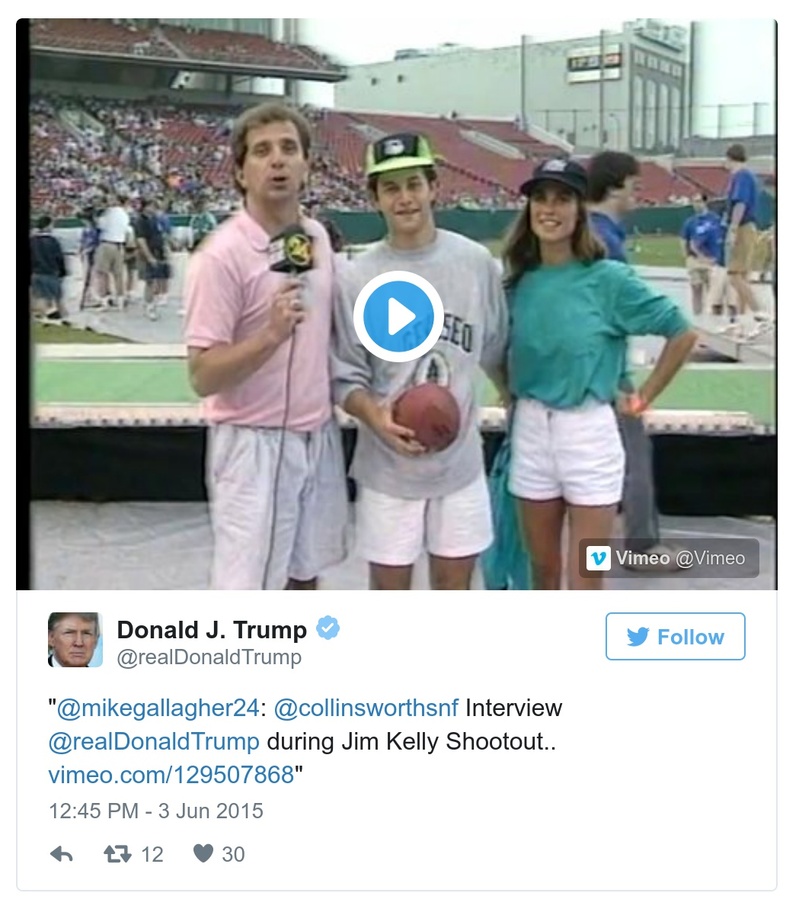 24
Vimeo @Vimeo
Donald J. Trump
@realDonaldTrump
Follow
"@mikegallagher24: @collinsworthsnf Interview
@realDonaldTrump during Jim Kelly Shootout..
vimeo.com/129507868"
12:45 PM - 3 Jun 2015
12 30